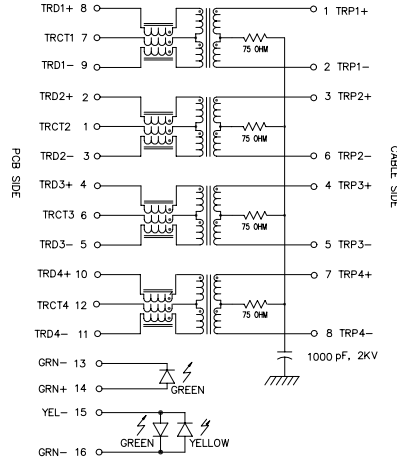 TRD1+ 8
1 TRP1+
TRCT1 7
75 OHM
TRD1- 9
2 TRP1-
TRD2+ 2
3 TRP2+
TRCT2 1
75 OHM
TRD2- 3
6 TRP2-
PCB SIDE
CABLE SIDE
TRD3+ 4
4 TRP3+
TRCT3 6
75 OHM
TRD3- 5
5 TRP3-
TRD4+ 10
7 TRP4+
TRCT4 12
75 OHM
TRD4- 11
8 TRP4-
1000 pF, 2KV
GRN- 13
GRN+ 14
GREEN
YEL- 15
GREEN YELLOW
GRN- 16